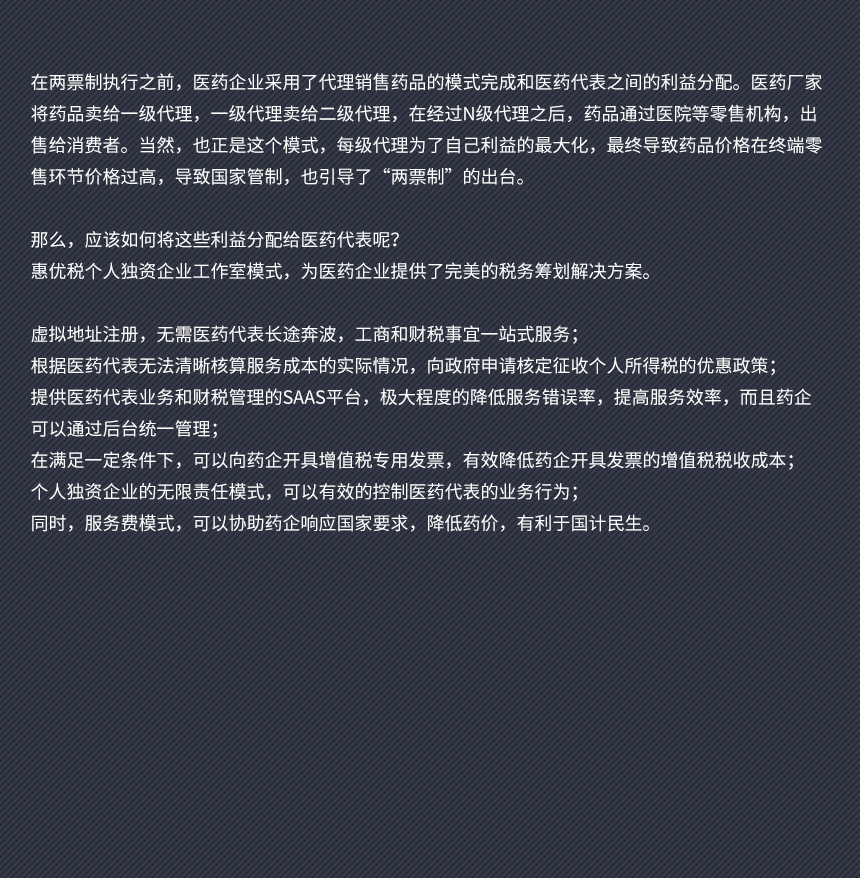 在两票制执行之前，医药企业采用了代理销售药品的模式完成和医药代表之间的利益分配。医药厂家
将药品卖给一级代理，一级代理卖给二级代理，在经过N级代理之后，药品通过医院等零售机构，出
售给消费者。当然，也正是这个模式，每级代理为了自己利益的最大化，最终导致药品价格在终端零
售环节价格过高，导致国家管制，也引导了“两票制”的出台。
那么，应该如何将这些利益分配给医药代表呢？
惠优税个人独资企业工作室模式，为医药企业提供了完美的税务筹划解决方案。
虚拟地址注册，无需医药代表长途奔波，工商和财税事宜一站式服务；
根据医药代表无法清晰核算服务成本的实际情况，向政府申请核定征收个人所得税的优惠政策；
提供医药代表业务和财税管理的SAAS平台，极大程度的降低服务错误率，提高服务效率，而且药企
可以通过后台统一管理；
在满足一定条件下，可以向药企开具增值税专用发票，有效降低药企开具发票的增值税税收成本；
个人独资企业的无限责任模式，可以有效的控制医药代表的业务行为；
同时，服务费模式，可以协助药企响应国家要求，降低药价，有利于国计民生。